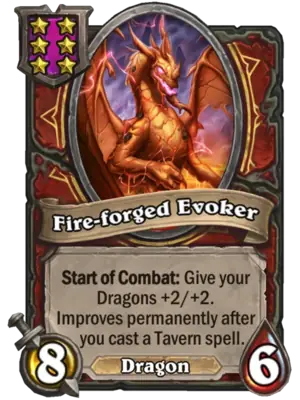 Fire-forged Evoker
Start of Combat: Give your
Dragons +2/+2.
Improves permanently after
you cast a Tavern spell.
8
Dragon
6